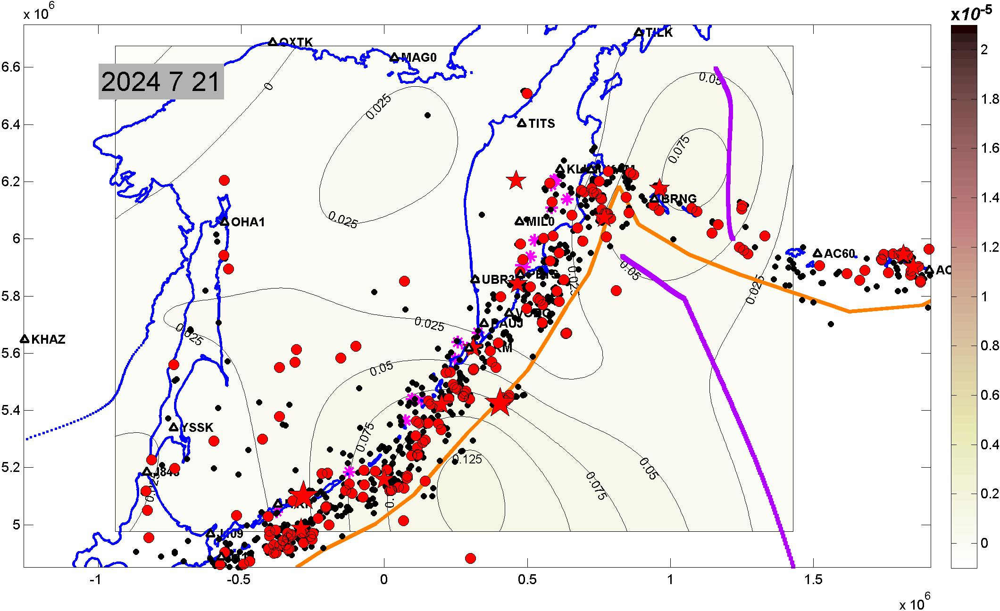 x 10^6
x10^-5
OXTK
TILK
MAG0
2
6.6
2024 7 21
0.05
0
0.025
1.8
TITS
6.4
0.075
1.6
6.2
1.4
BRNG
0.025
OHA1
MIL0
6
AC60
1.2
0.05
AC
UBR3
0.025
5.8
1
0.025
0.025
KHAZ
5.6
0.8
0.05
0.6
5.4
YSSK
0.075
0.4
5.2
0.125
0.05
0.075
0.2
5
0
-1
-0.5
0
0.5
1
1.5
x 10^6